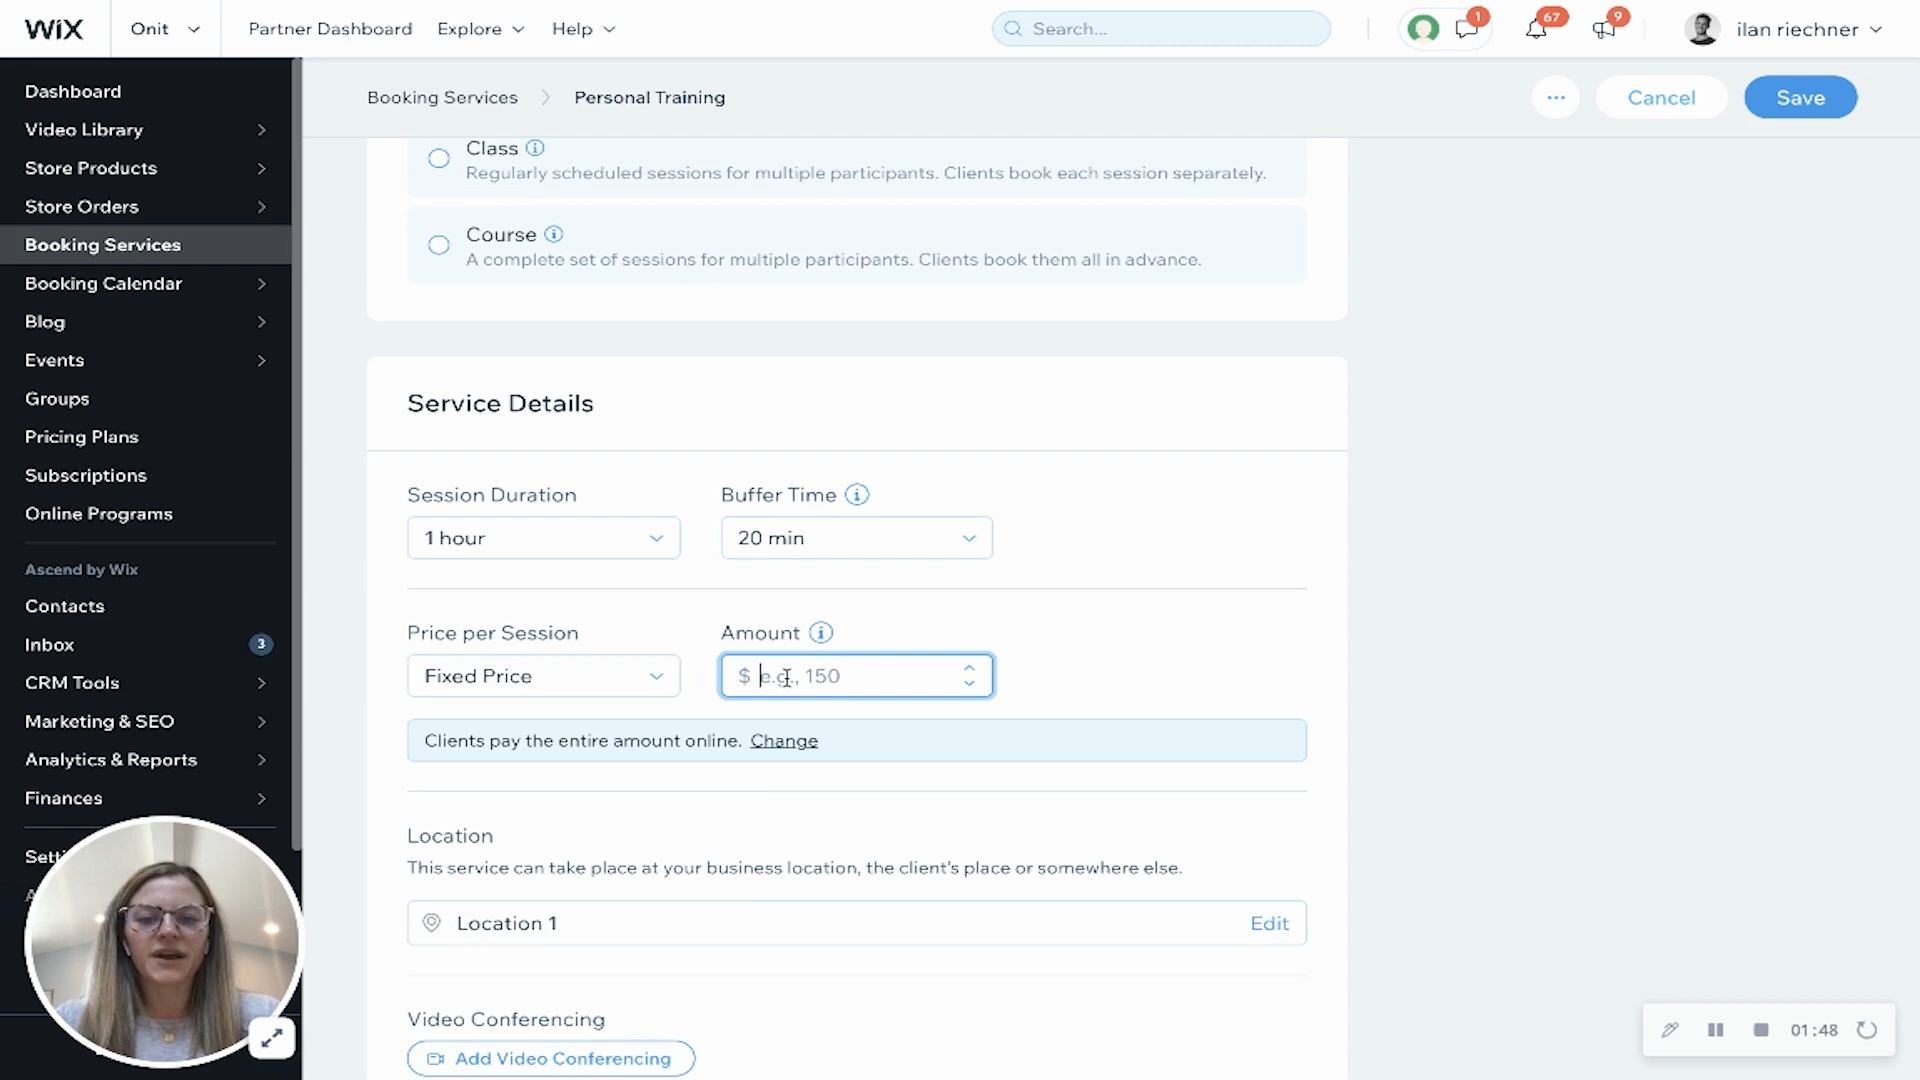 WIX
Onit
Partner Dashboard
Explore
Help
Search...
1
67
9
ilan riechner
Dashboard
Video Library
Store Products
Store Orders
Booking Services
Booking Calendar
Blog
Events
Groups
Pricing Plans
Subscriptions
Online Programs
Ascend by Wix
Contacts
Inbox
3
CRM Tools
Marketing & SEO
Analytics & Reports
Finances
Booking Services
Personal Training
Cancel
Save
Class
Regularly scheduled sessions for multiple participants. Clients book each session separately.
Course
A complete set of sessions for multiple participants. Clients book them all in advance.
Service Details
Session Duration
Buffer Time
1 hour
20 min
Price per Session
Amount
Fixed Price
$ e.g., 150
Clients pay the entire amount online. Change
Location
This service can take place at your business location, the client's place or somewhere else.
Location 1
Edit
Video Conferencing
Add Video Conferencing
01:48